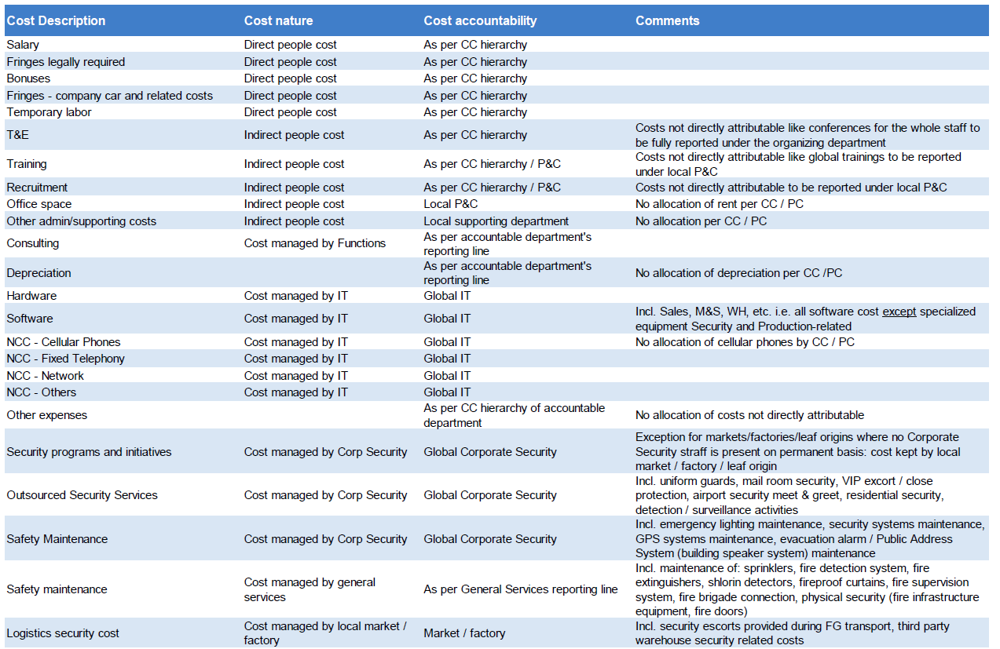 Cost Description Cost nature Cost accountability Comments
Salary Direct people cost As per CC hierarchy
Fringes legally required Direct people cost As per CC hierarchy
Bonuses Direct people cost As per CC hierarchy
Fringes - company car and related costs Direct people cost As per CC hierarchy
Temporary labor Direct people cost As per CC hierarchy
T&E Indirect people cost As per CC hierarchy Costs not directly attributable like conferences for the whole staff to
be fully reported under the organizing department
Training Indirect people cost As per CC hierarchy / P&C Costs not directly attributable like global trainings to be reported
under local P&C
Recruitment Indirect people cost As per CC hierarchy / P&C Costs not directly attributable to be reported under local P&C
Office space Indirect people cost Local P&C No allocation of rent per CC / PC
Other admin/supporting costs Indirect people cost Local supporting department No allocation per CC / PC
Consulting Cost managed by Functions As per accountable department's
reporting line
Depreciation As per accountable department's
reporting line No allocation of depreciation per CC /PC
Hardware Cost managed by IT Global IT
Software Cost managed by IT Global IT Incl. Sales, M&S, WH, etc. i.e. all software cost except specialized
equipment Security and Production-related
NCC - Cellular Phones Cost managed by IT Global IT No allocation of cellular phones by CC / PC
NCC - Fixed Telephony Cost managed by IT Global IT
NCC - Network Cost managed by IT Global IT
NCC - Others Cost managed by IT Global IT
Other expenses As per CC hierarchy of accountable
department No allocation of costs not directly attributable
Security programs and initiatives Cost managed by Corp Security Global Corporate Security Exception for markets/factories/leaf origins where no Corporate
Security straff is present on permanent basis: cost kept by local
market / factory / leaf origin
Outsourced Security Services Cost managed by Corp Security Global Corporate Security Incl. uniform guards, mail room security, VIP excort / close
protection, airport security meet & greet, residential security,
detection / surveillance activities
Safety Maintenance Cost managed by Corp Security Global Corporate Security Incl. emergency lighting maintenance, security systems maintenance,
GPS systems maintenance, evacuation alarm / Public Address
System (building speaker system) maintenance
Safety maintenance Cost managed by general
services As per General Services reporting line Incl. maintenance of: sprinklers, fire detection system, fire
extinguishers, shlorin detectors, fireproof curtains, fire supervision
system, fire brigade connection, physical security (fire infrastructure
equipment, fire doors)
Logistics security cost Cost managed by local market /
factory Market / factory Incl. security escorts provided during FG transport, third party
warehouse security related costs